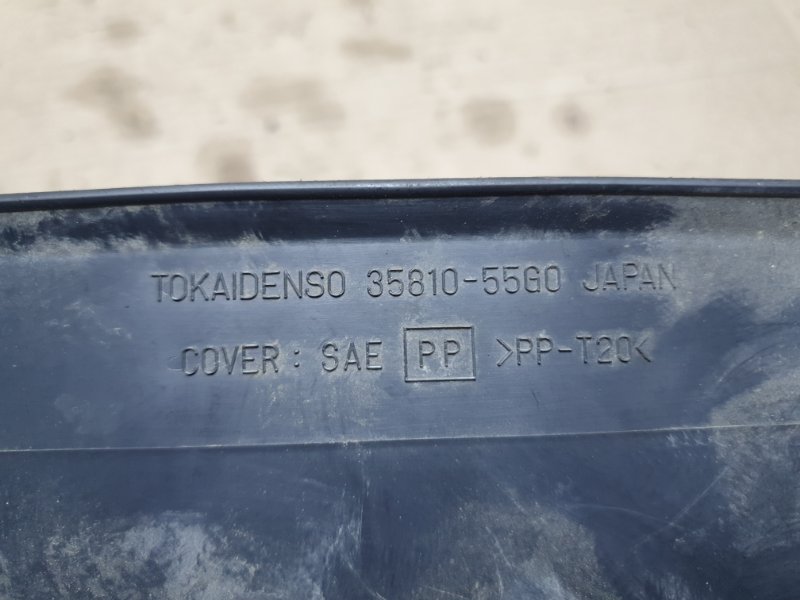 TOKAIDENSO 35810-55G0 JAPAN
COVER: SAE PP >PP-T20<